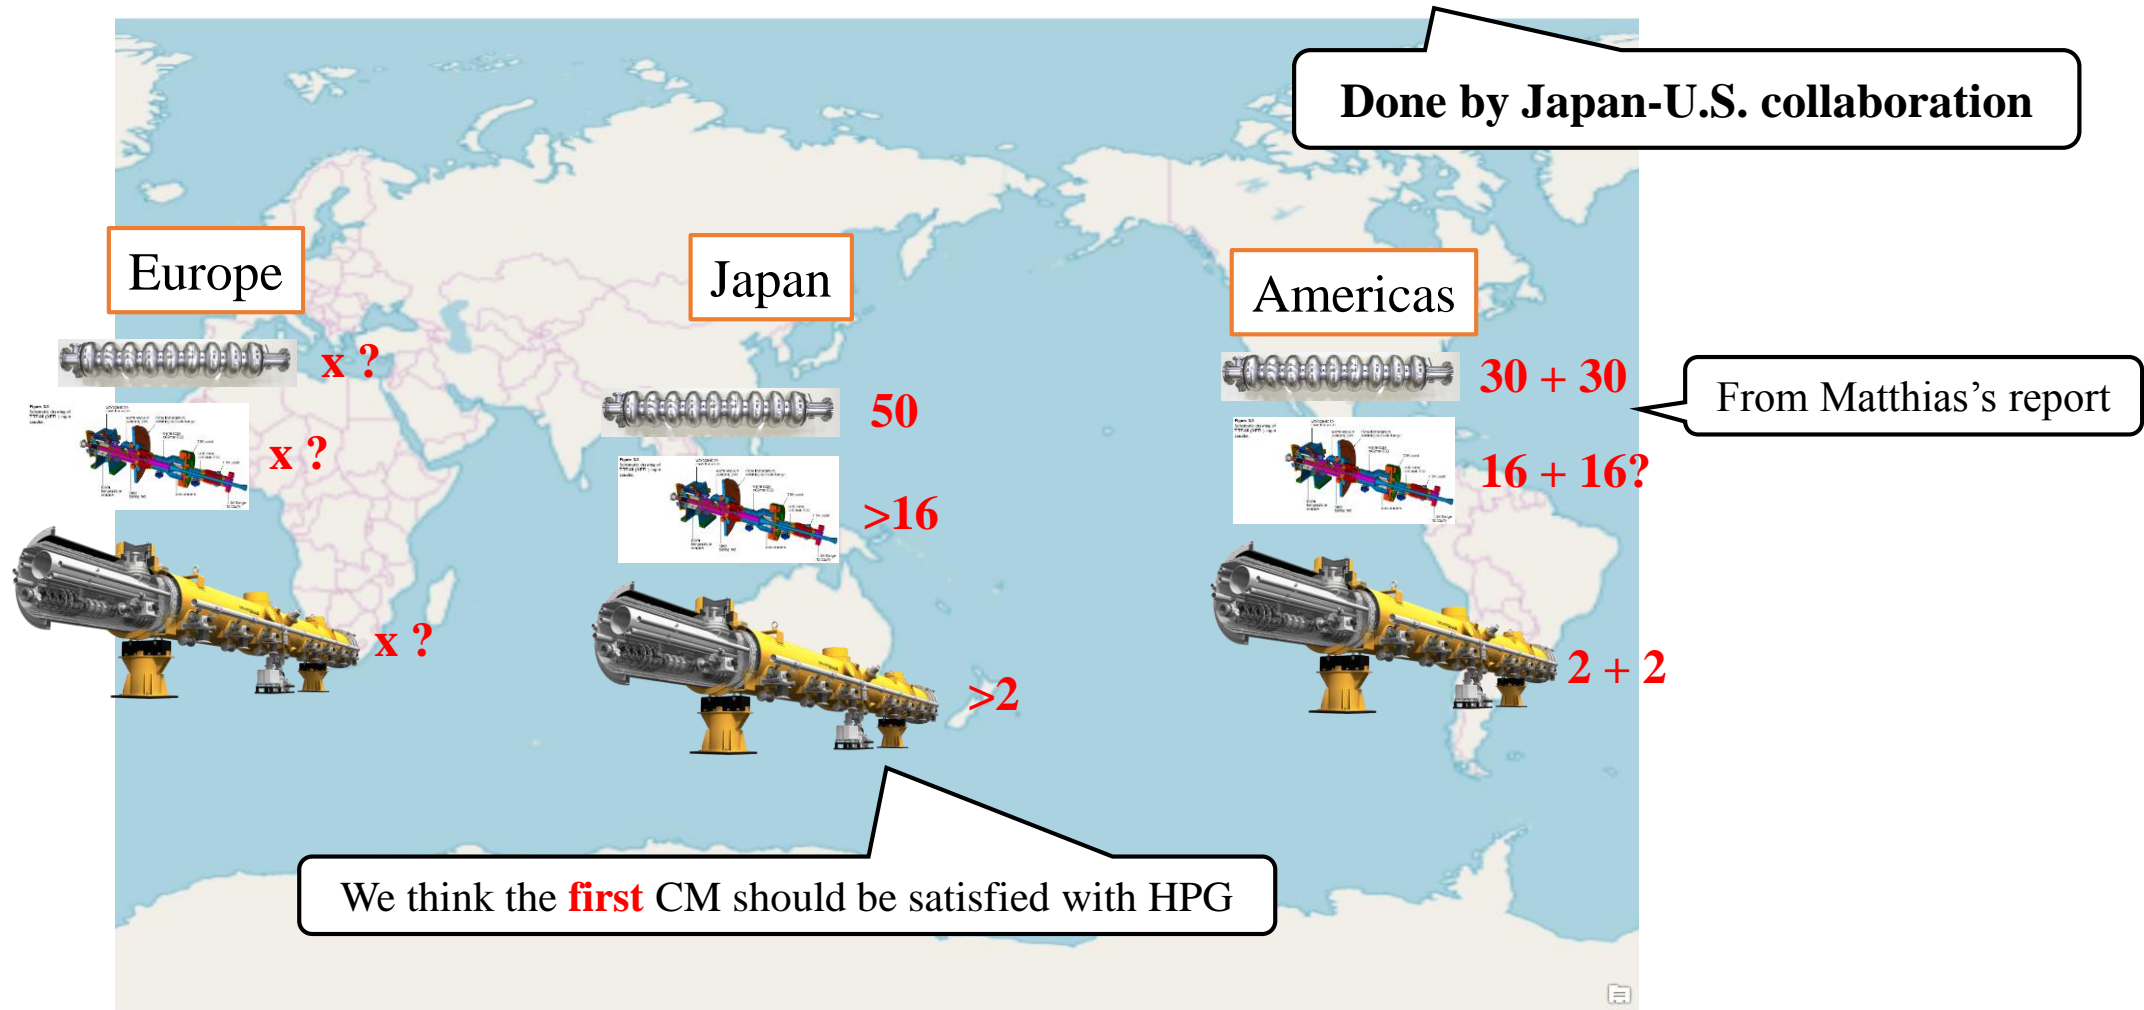 Done by Japan-U.S. collaboration
Europe
Japan
Americas
x ?
50
30 + 30
From Matthias's report
x ?
>16
16 + 16?
x ?
>2
2 + 2
We think the first CM should be satisfied with HPG